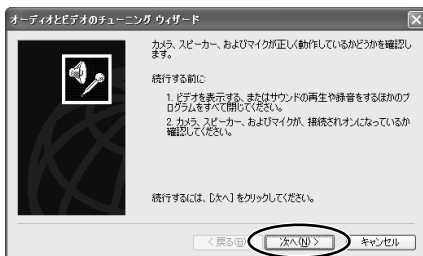 オーディオとビデオのチューニング ウィザード
カメラ、スピーカー、およびマイクが正しく動作しているかどうかを確認し
ます。
続行する前に:
1. ビデオを表示する、またはサウンドの再生や録音をするほかのプ
ログラムをすべて閉じてください。
2. カメラ、スピーカー、およびマイクが、接続されオンになっているか
確認してください。
続行するには、[次へ] をクリックしてください。
< 戻る(B) 次へ(N) > キャンセル